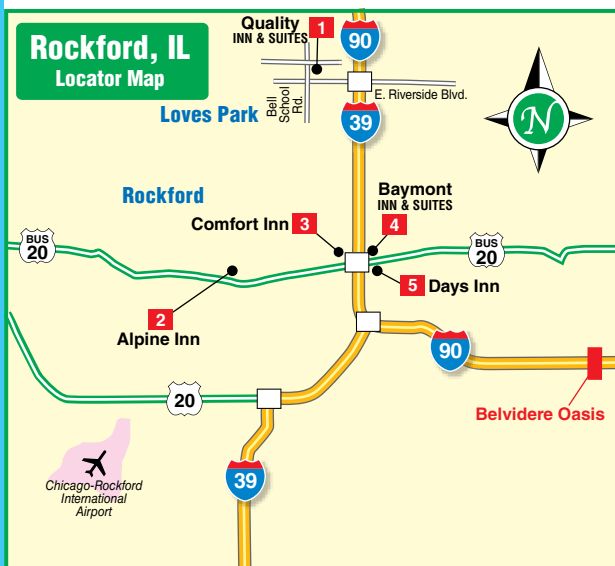 Rockford, IL
Locator Map
Quality
INN & SUITES
1
90
E. Riverside Blvd.
Bell
School
Rd.
Loves Park
39
N
Rockford
Baymont
INN & SUITES
Comfort Inn 3
4
BUS
20
BUS
20
5 Days Inn
2
Alpine Inn
90
20
Belvidere Oasis
39
Chicago-Rockford
International
Airport